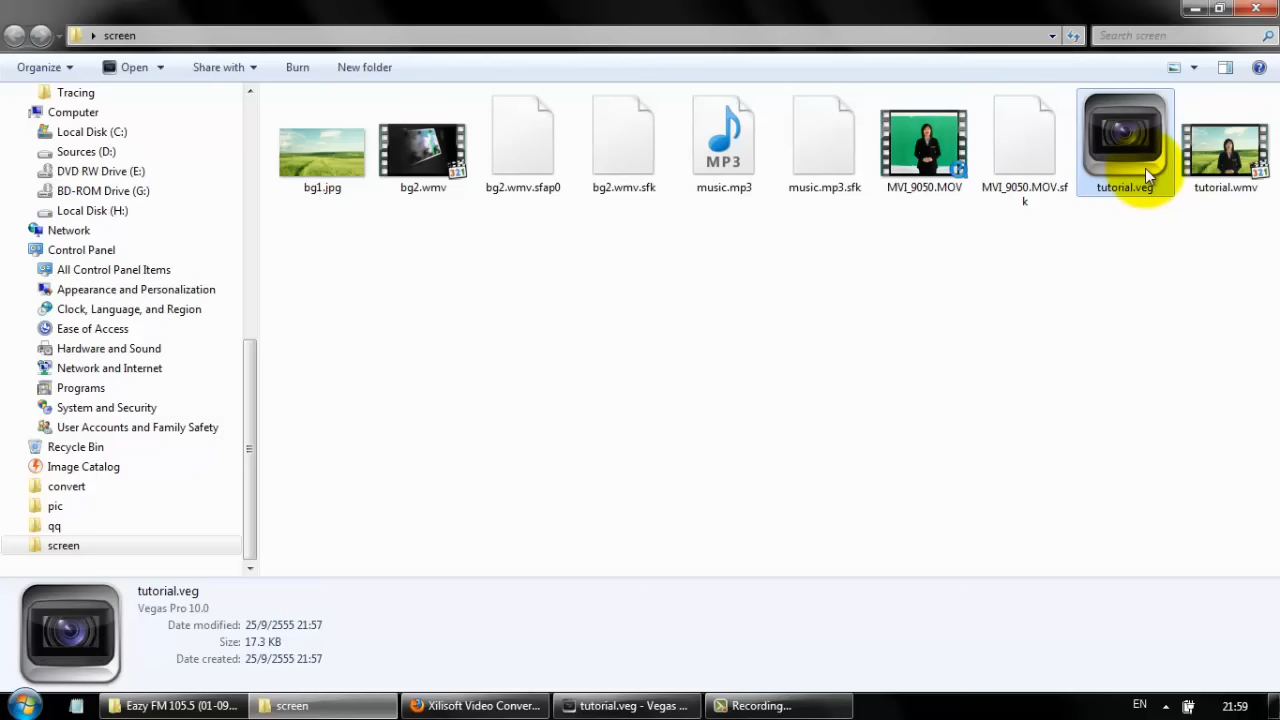 screen
Search screen
Organize
Open
Share with
Burn
New folder
Tracing
Computer
Local Disk (C:)
Sources (D:)
DVD RW Drive (E:)
BD-ROM Drive (G:)
Local Disk (H:)
Network
Control Panel
All Control Panel Items
Appearance and Personalization
Clock, Language, and Region
Ease of Access
Hardware and Sound
Network and Internet
Programs
System and Security
User Accounts and Family Safety
Recycle Bin
Image Catalog
convert
pic
qq
screen
bg1.jpg
bg2.wmv
bg2.wmv.sfap0
bg2.wmv.sfk
MP3
music.mp3
music.mp3.sfk
MVI_9050.MOV
MVI_9050.MOV.sf
k
tutorial.veg
tutorial.wmv
tutorial.veg
Vegas Pro 10.0
Date modified: 25/9/2555 21:57
Size: 17.3 KB
Date created: 25/9/2555 21:57
Eazy FM 105.5 (01-09...
screen
Xilisoft Video Conver...
tutorial.veg - Vegas ...
Recording...
EN
21:59